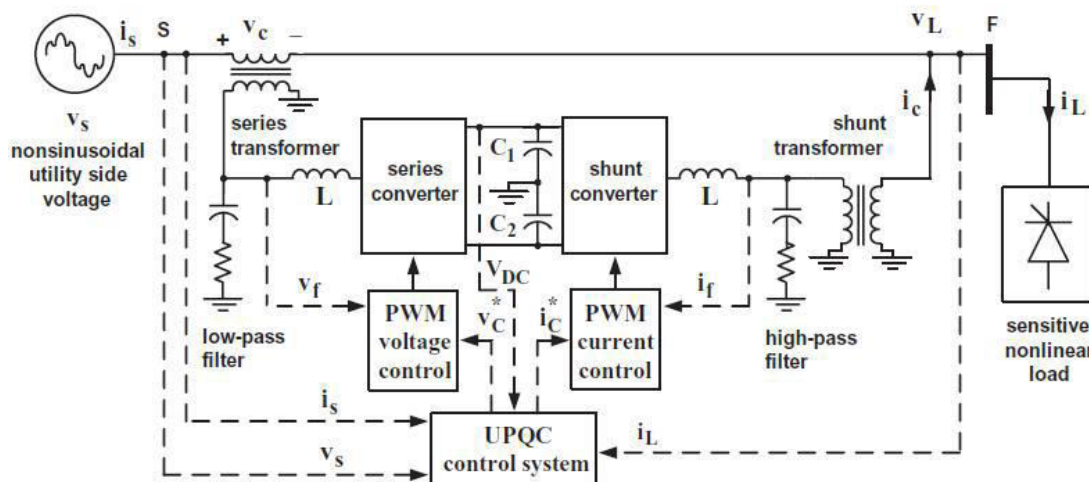 i_s
S
+ v_c −
v_L
F
v_s
nonsinusoidal
utility side
voltage
series
transformer
L
series
converter
C_1
C_2
shunt
converter
L
shunt
transformer
i_c
i_L
v_f
V_DC
i_f
low-pass
filter
PWM
voltage
control
v_C^*
i_C^*
PWM
current
control
high-pass
filter
sensitive
nonlinear
load
i_s
v_s
UPQC
control system
i_L